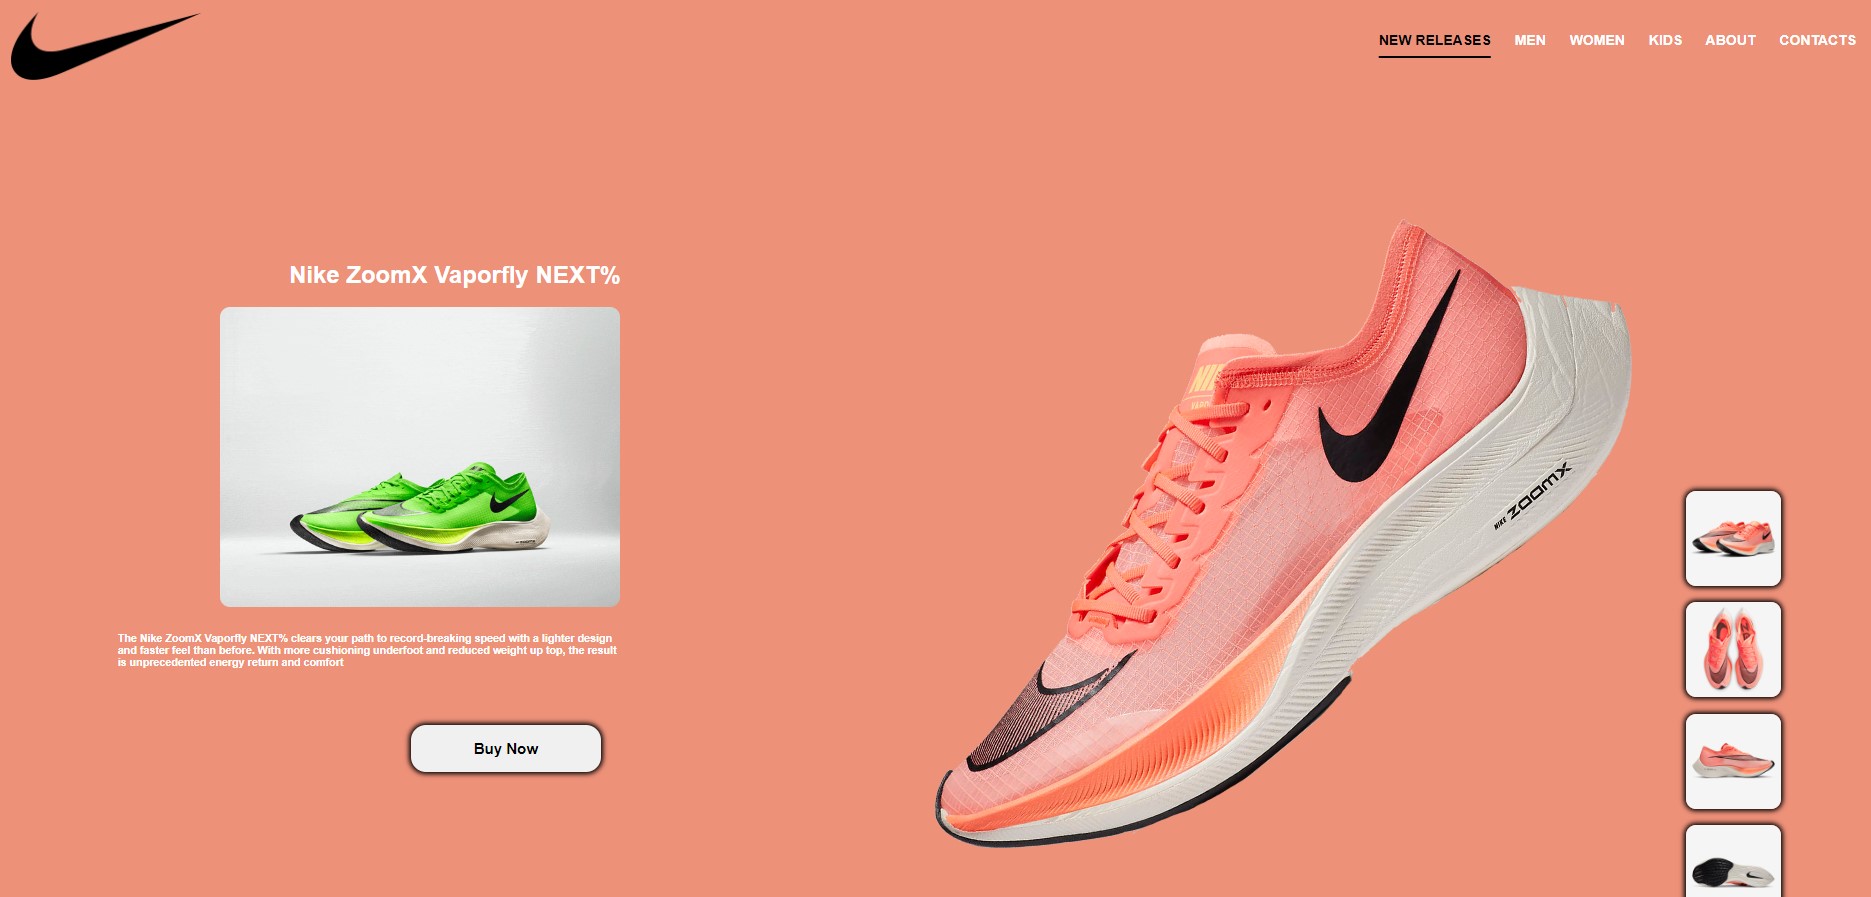 NEW RELEASES MEN WOMEN KIDS ABOUT CONTACTS
Nike ZoomX Vaporfly NEXT%
The Nike ZoomX Vaporfly NEXT% clears your path to record-breaking speed with a lighter design
and faster feel than before. With more cushioning underfoot and reduced weight up top, the result
is unprecedented energy return and comfort
Buy Now
NIKE ZOOMX